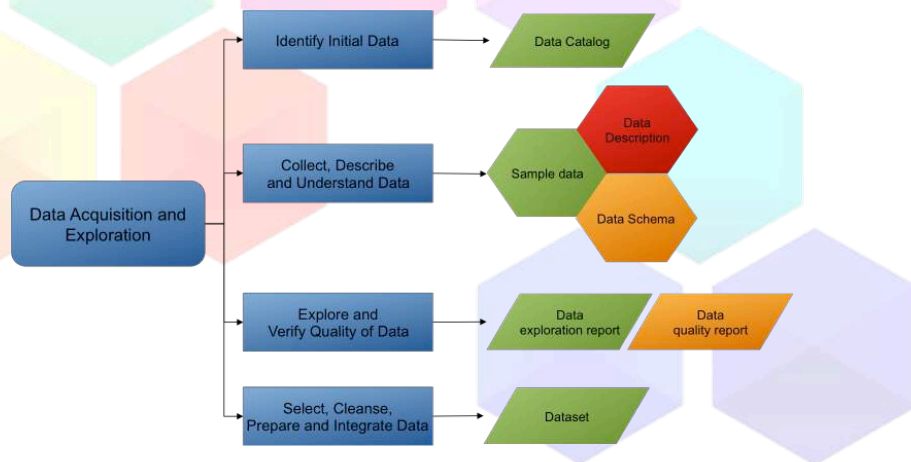 Identify Initial Data
Data Catalog
Data
Description
Collect, Describe
and Understand Data
Sample data
Data Schema
Data Acquisition and
Exploration
Explore and
Verify Quality of Data
Data
exploration report
Data
quality report
Select, Cleanse,
Prepare and Integrate Data
Dataset